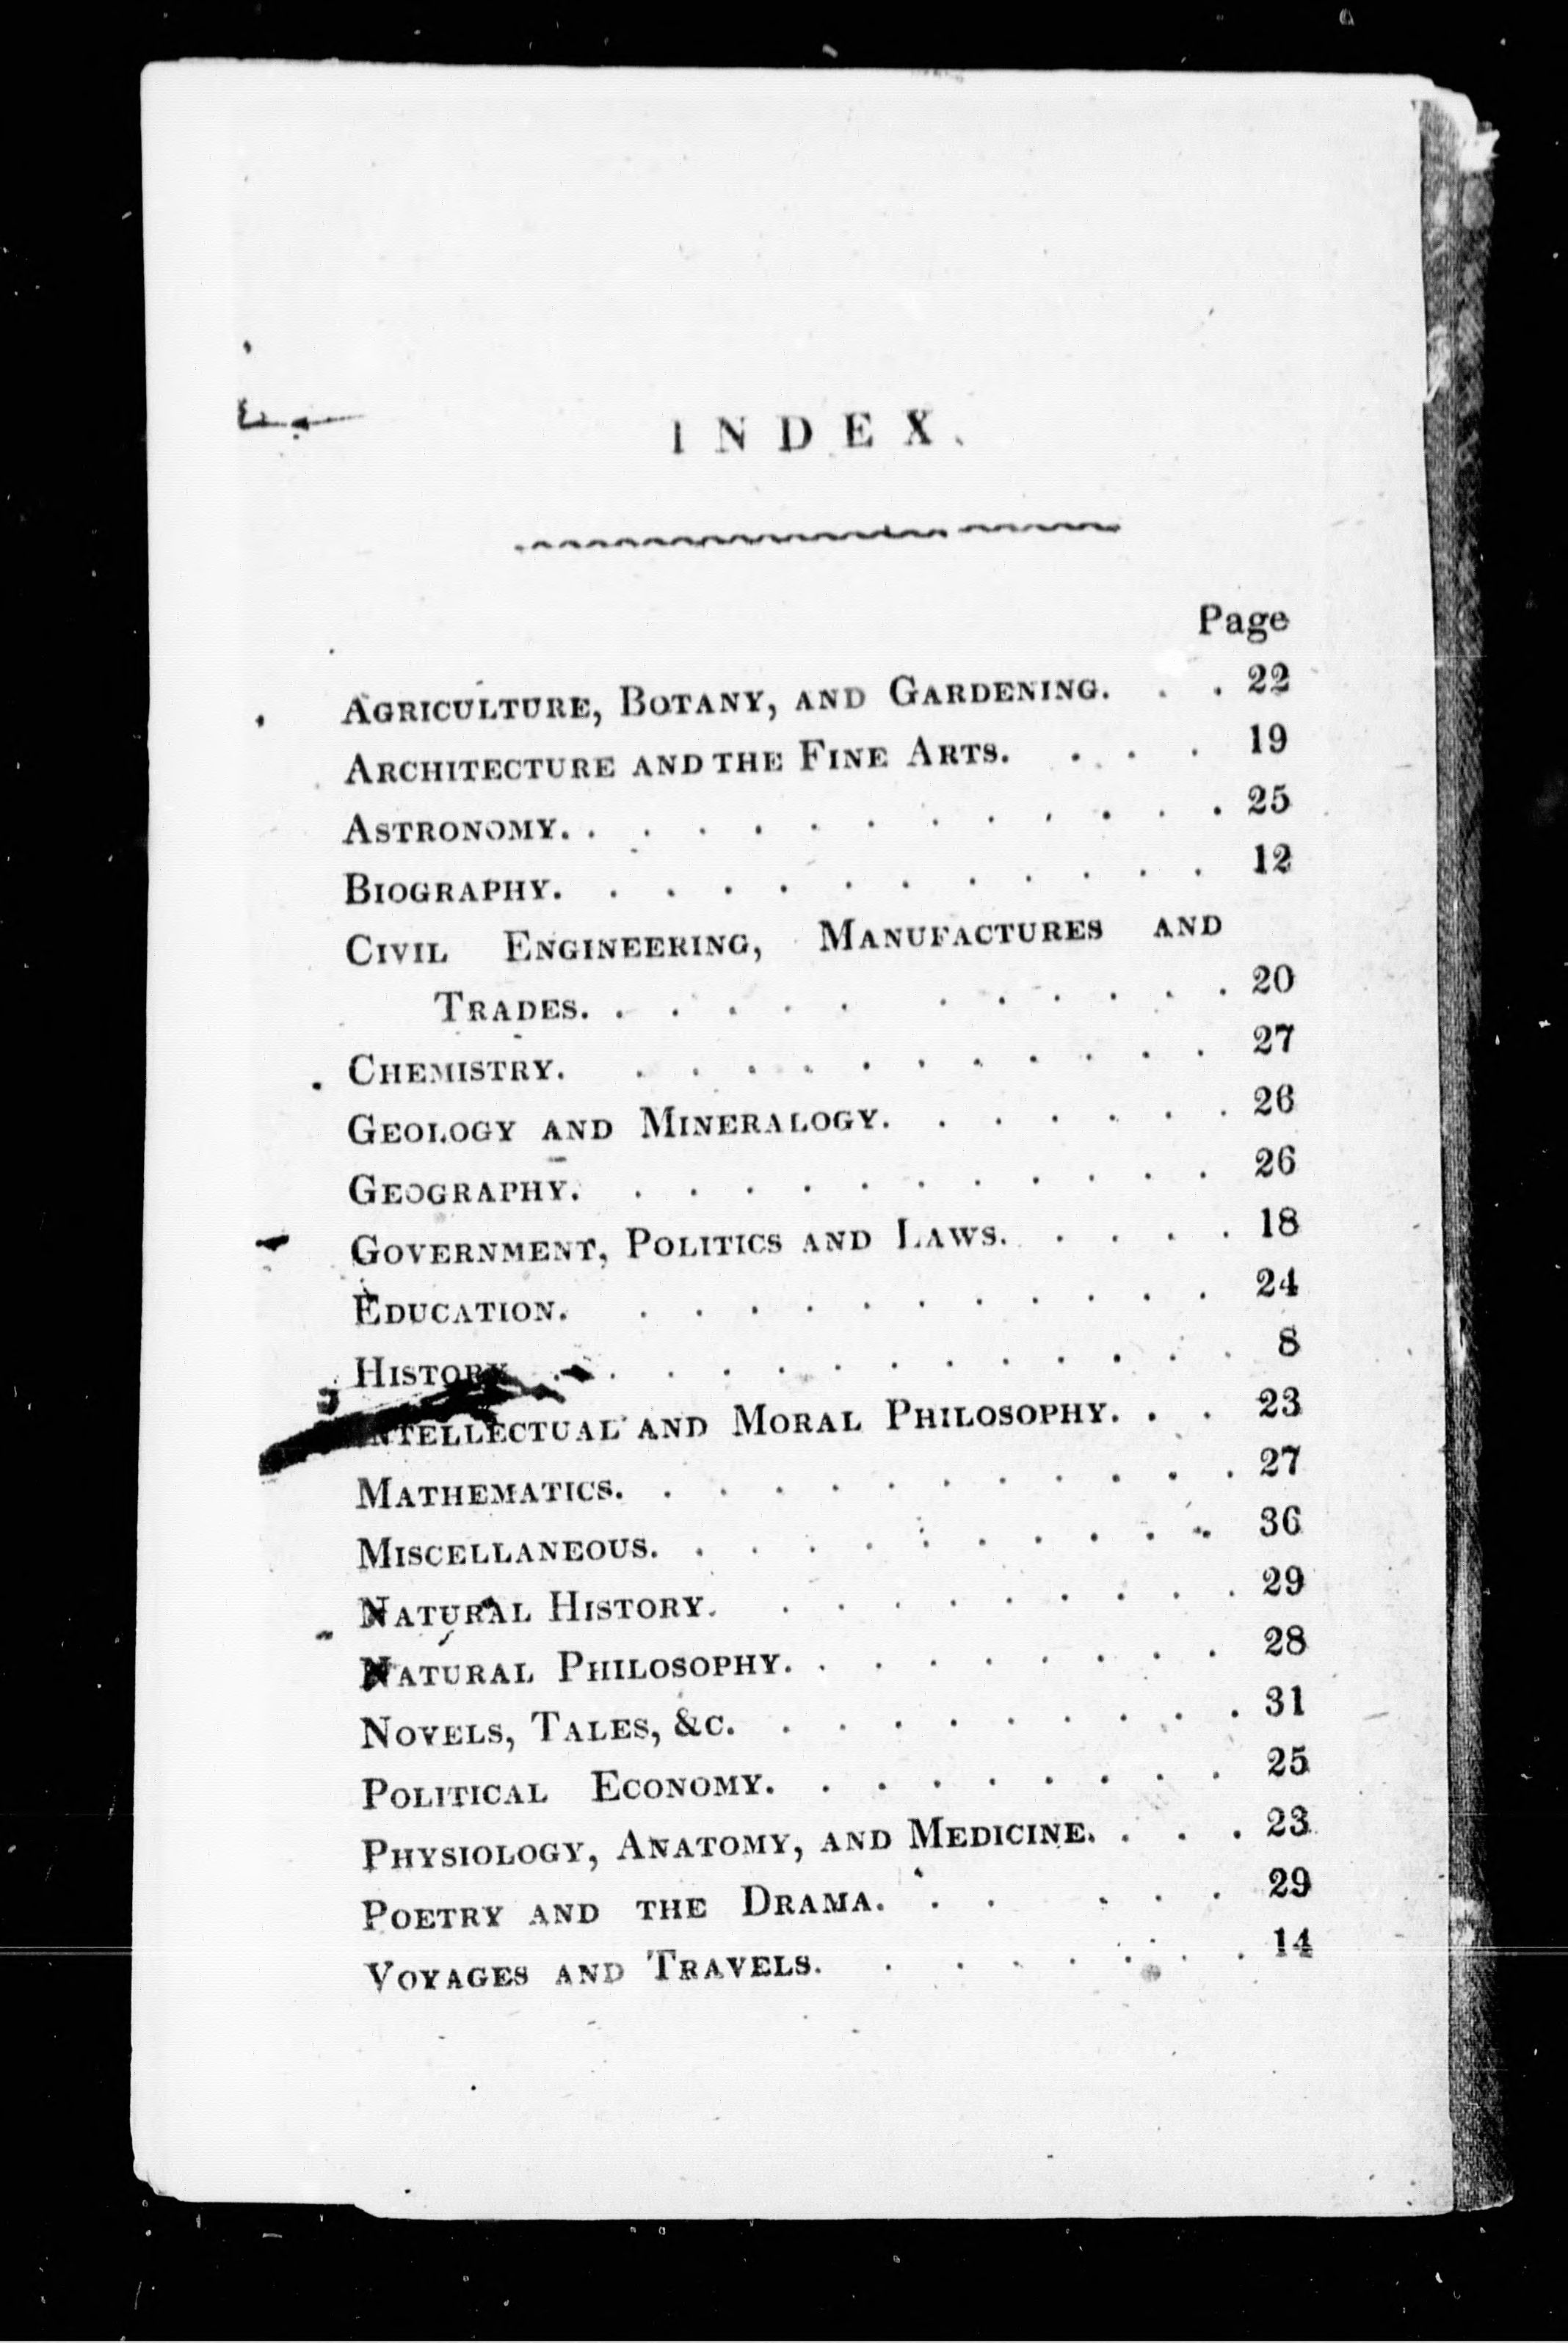 INDEX.
Page
AGRICULTURE, BOTANY, AND GARDENING. . . 22
ARCHITECTURE AND THE FINE ARTS. . . . 19
ASTRONOMY. . . . . . . . . . . . . 25
BIOGRAPHY. . . . . . . . . . . . 12
CIVIL ENGINEERING, MANUFACTURES AND
TRADES. . . . . . . . . . . . 20
CHEMISTRY. . . . . . . . . . . . 27
GEOLOGY AND MINERALOGY. . . . . . . 26
GEOGRAPHY. . . . . . . . . . . . 26
GOVERNMENT, POLITICS AND LAWS. . . . . 18
EDUCATION. . . . . . . . . . . . 24
HISTORY . . . . . . . . . . . . . 8
INTELLECTUAL AND MORAL PHILOSOPHY. . . 23
MATHEMATICS. . . . . . . . . . . . 27
MISCELLANEOUS. . . . . . . . . . . 36
NATURAL HISTORY. . . . . . . . . . 29
NATURAL PHILOSOPHY. . . . . . . . . 28
NOVELS, TALES, &C. . . . . . . . . . 31
POLITICAL ECONOMY. . . . . . . . . 25
PHYSIOLOGY, ANATOMY, AND MEDICINE. . . . 23
POETRY AND THE DRAMA. . . . . . . 29
VOYAGES AND TRAVELS. . . . . . . . 14